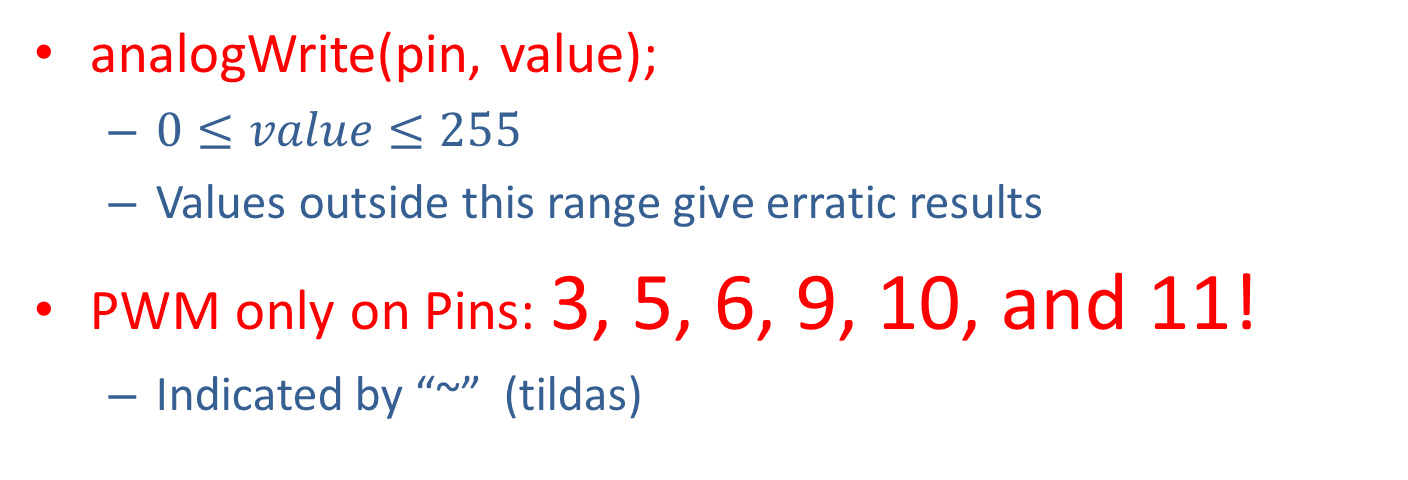 • analogWrite(pin, value);
– 0 ≤ value ≤ 255
– Values outside this range give erratic results
• PWM only on Pins: 3, 5, 6, 9, 10, and 11!
– Indicated by “~” (tildas)